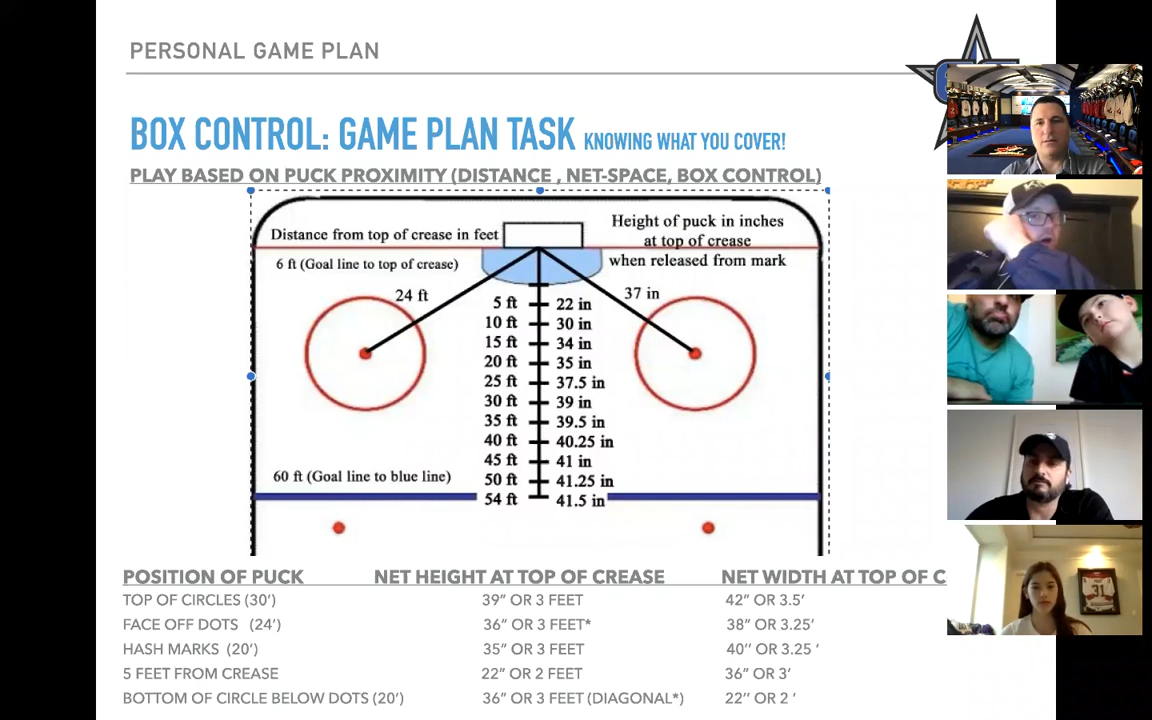 PERSONAL GAME PLAN
BOX CONTROL: GAME PLAN TASK KNOWING WHAT YOU COVER!
PLAY BASED ON PUCK PROXIMITY (DISTANCE , NET-SPACE, BOX CONTROL)
Distance from top of crease in feet
Height of puck in inches
at top of crease
when released from mark
6 ft (Goal line to top of crease)
24 ft
37 in
5 ft 22 in
10 ft 30 in
15 ft 34 in
20 ft 35 in
25 ft 37.5 in
30 ft 39 in
35 ft 39.5 in
40 ft 40.25 in
45 ft 41 in
60 ft (Goal line to blue line)
50 ft 41.25 in
54 ft 41.5 in
POSITION OF PUCK NET HEIGHT AT TOP OF CREASE NET WIDTH AT TOP OF C
TOP OF CIRCLES (30’) 39” OR 3 FEET 42” OR 3.5’
FACE OFF DOTS (24’) 36” OR 3 FEET* 38” OR 3.25’
HASH MARKS (20’) 35” OR 3 FEET 40’’ OR 3.25 ’
5 FEET FROM CREASE 22” OR 2 FEET 36” OR 3’
BOTTOM OF CIRCLE BELOW DOTS (20’) 36” OR 3 FEET (DIAGONAL*) 22’’ OR 2 ’
31